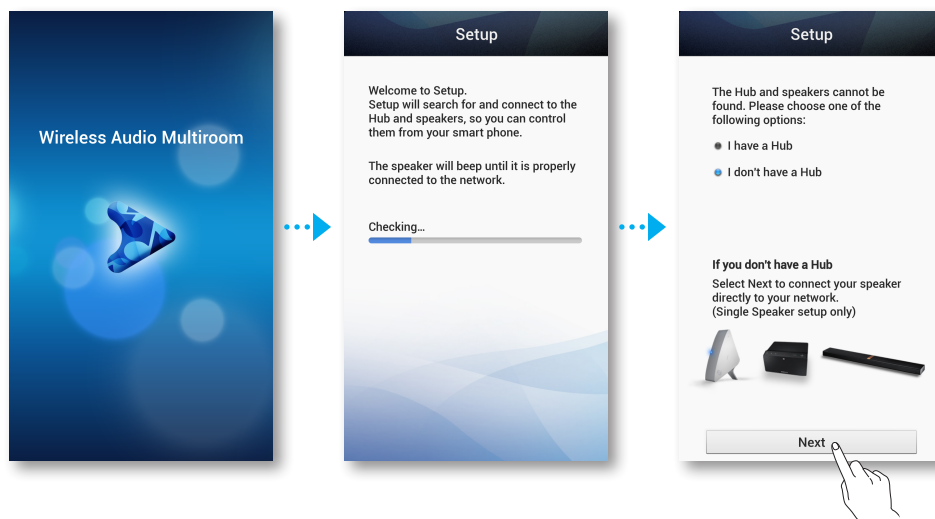 Wireless Audio Multiroom
Setup
Welcome to Setup.
Setup will search for and connect to the
Hub and speakers, so you can control
them from your smart phone.
The speaker will beep until it is properly
connected to the network.
Checking...
Setup
The Hub and speakers cannot be
found. Please choose one of the
following options:
I have a Hub
I don't have a Hub
If you don't have a Hub
Select Next to connect your speaker
directly to your network.
(Single Speaker setup only)
Next